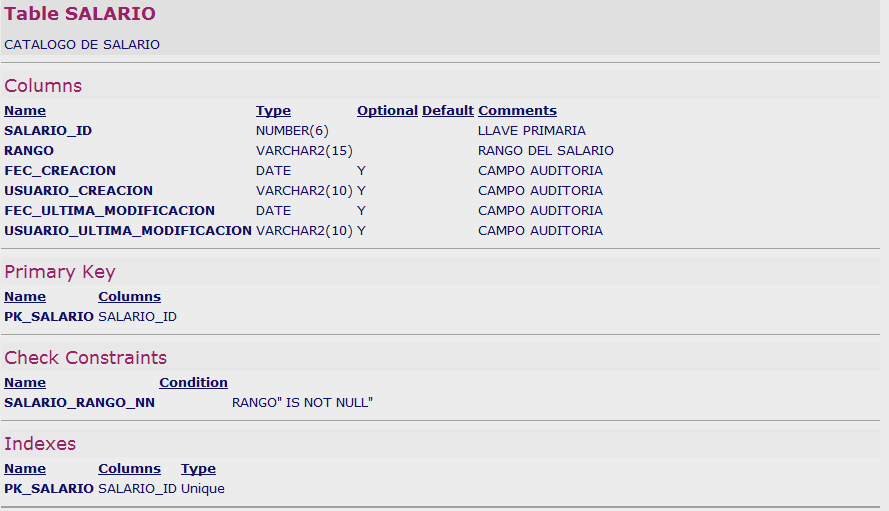 Table SALARIO
CATALOGO DE SALARIO
Columns
Name Type Optional Default Comments
SALARIO_ID NUMBER(6) LLAVE PRIMARIA
RANGO VARCHAR2(15) RANGO DEL SALARIO
FEC_CREACION DATE Y CAMPO AUDITORIA
USUARIO_CREACION VARCHAR2(10) Y CAMPO AUDITORIA
FEC_ULTIMA_MODIFICACION DATE Y CAMPO AUDITORIA
USUARIO_ULTIMA_MODIFICACION VARCHAR2(10) Y CAMPO AUDITORIA
Primary Key
Name Columns
PK_SALARIO SALARIO_ID
Check Constraints
Name Condition
SALARIO_RANGO_NN RANGO" IS NOT NULL"
Indexes
Name Columns Type
PK_SALARIO SALARIO_ID Unique